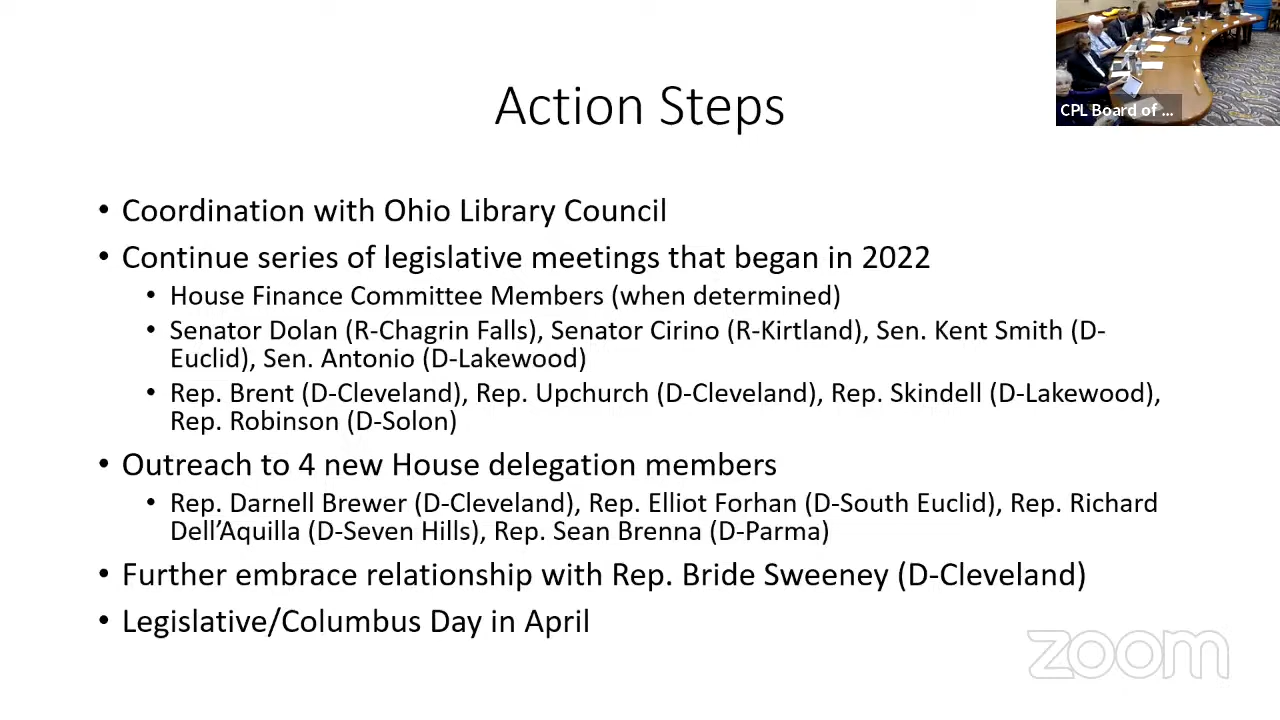 CPL Board of ...
Action Steps
• Coordination with Ohio Library Council
• Continue series of legislative meetings that began in 2022
• House Finance Committee Members (when determined)
• Senator Dolan (R-Chagrin Falls), Senator Cirino (R-Kirtland), Sen. Kent Smith (D-
Euclid), Sen. Antonio (D-Lakewood)
• Rep. Brent (D-Cleveland), Rep. Upchurch (D-Cleveland), Rep. Skindell (D-Lakewood),
Rep. Robinson (D-Solon)
• Outreach to 4 new House delegation members
• Rep. Darnell Brewer (D-Cleveland), Rep. Elliot Forhan (D-South Euclid), Rep. Richard
Dell’Aquilla (D-Seven Hills), Rep. Sean Brenna (D-Parma)
• Further embrace relationship with Rep. Bride Sweeney (D-Cleveland)
• Legislative/Columbus Day in April
zoom